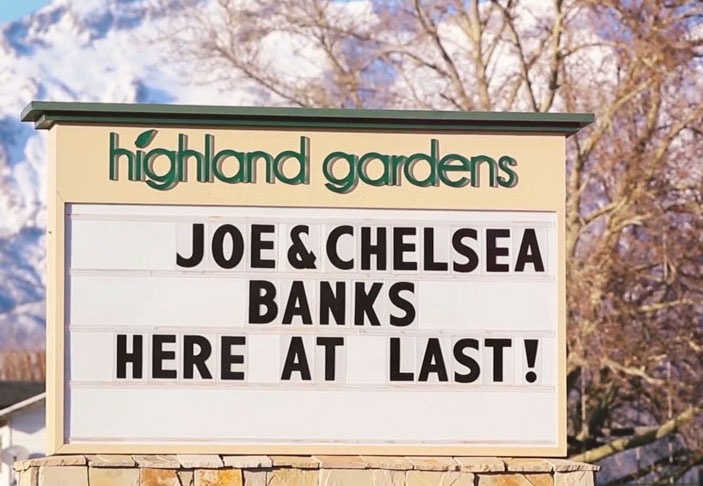 highland gardens
JOE & CHELSEA
BANKS
HERE AT LAST!